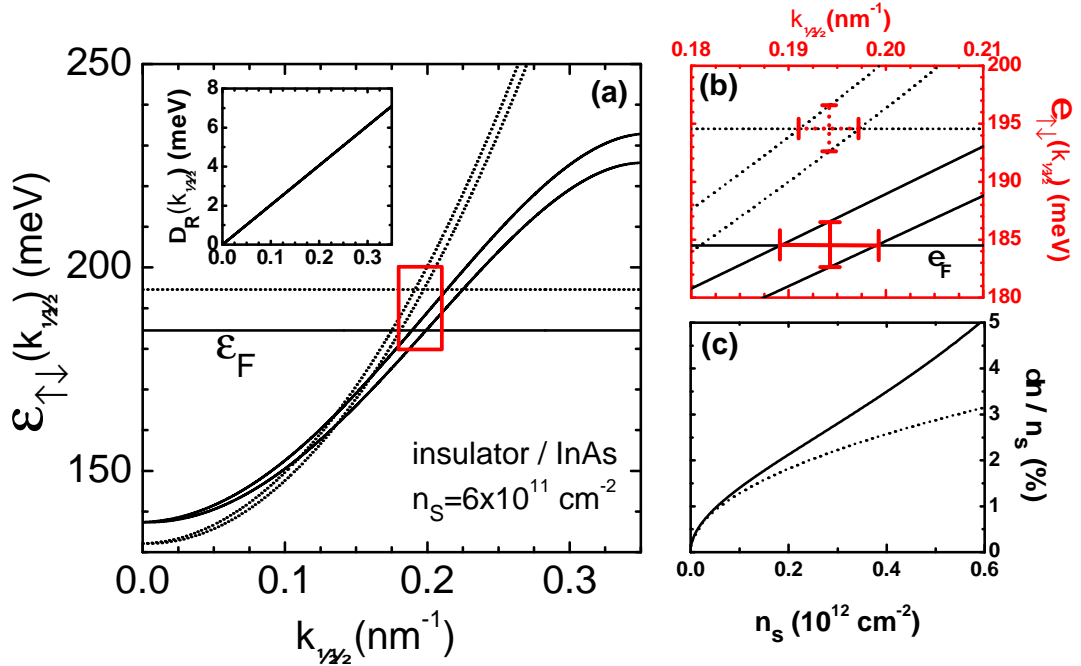 (a)
250
200
150
0.0 0.1 0.2 0.3
ε↑↓(k½½) (meV)
k½½ (nm-1)
ε_F
insulator / InAs
n_S=6x10^11 cm-2
D_R(k½½) (meV)
8
6
4
2
0
0.0 0.1 0.2 0.3
k½½ (nm-1)
0.18 0.19 0.20 0.21
(b)
200
195
190
185
180
e↑↓(k½½) (meV)
e_F
(c)
5
4
3
2
1
0
dn / n_s (%)
0.0 0.2 0.4 0.6
n_s (10^12 cm-2)